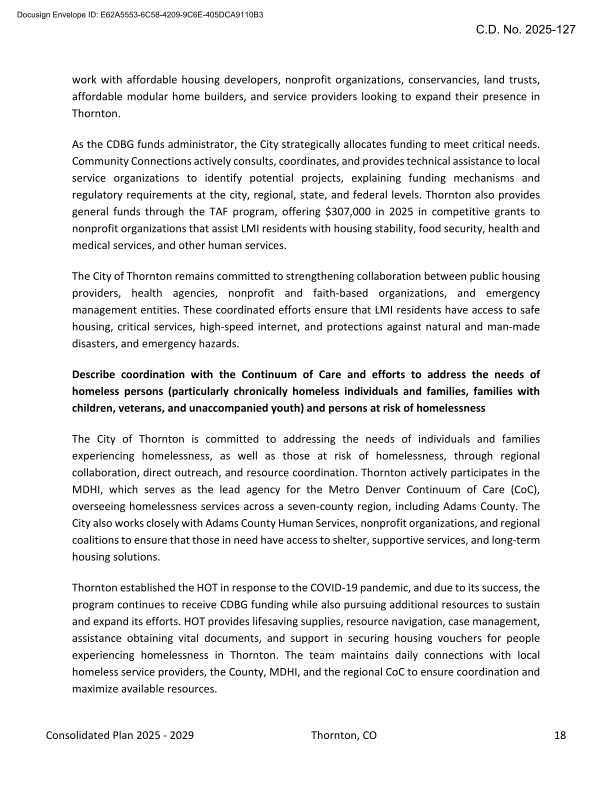 Docusign Envelope ID: E62A5553-6C58-4209-9C6E-405DCA9110B3
C.D. No. 2025-127
work with affordable housing developers, nonprofit organizations, conservancies, land trusts,
affordable modular home builders, and service providers looking to expand their presence in
Thornton.
As the CDBG funds administrator, the City strategically allocates funding to meet critical needs.
Community Connections actively consults, coordinates, and provides technical assistance to local
service organizations to identify potential projects, explaining funding mechanisms and
regulatory requirements at the city, regional, state, and federal levels. Thornton also provides
general funds through the TAF program, offering $307,000 in 2025 in competitive grants to
nonprofit organizations that assist LMI residents with housing stability, food security, health and
medical services, and other human services.
The City of Thornton remains committed to strengthening collaboration between public housing
providers, health agencies, nonprofit and faith-based organizations, and emergency
management entities. These coordinated efforts ensure that LMI residents have access to safe
housing, critical services, high-speed internet, and protections against natural and man-made
disasters, and emergency hazards.
Describe coordination with the Continuum of Care and efforts to address the needs of
homeless persons (particularly chronically homeless individuals and families, families with
children, veterans, and unaccompanied youth) and persons at risk of homelessness
The City of Thornton is committed to addressing the needs of individuals and families
experiencing homelessness, as well as those at risk of homelessness, through regional
collaboration, direct outreach, and resource coordination. Thornton actively participates in the
MDHI, which serves as the lead agency for the Metro Denver Continuum of Care (CoC),
overseeing homelessness services across a seven-county region, including Adams County. The
City also works closely with Adams County Human Services, nonprofit organizations, and regional
coalitions to ensure that those in need have access to shelter, supportive services, and long-term
housing solutions.
Thornton established the HOT in response to the COVID-19 pandemic, and due to its success, the
program continues to receive CDBG funding while also pursuing additional resources to sustain
and expand its efforts. HOT provides lifesaving supplies, resource navigation, case management,
assistance obtaining vital documents, and support in securing housing vouchers for people
experiencing homelessness in Thornton. The team maintains daily connections with local
homeless service providers, the County, MDHI, and the regional CoC to ensure coordination and
maximize available resources.
Consolidated Plan 2025 - 2029 Thornton, CO 18